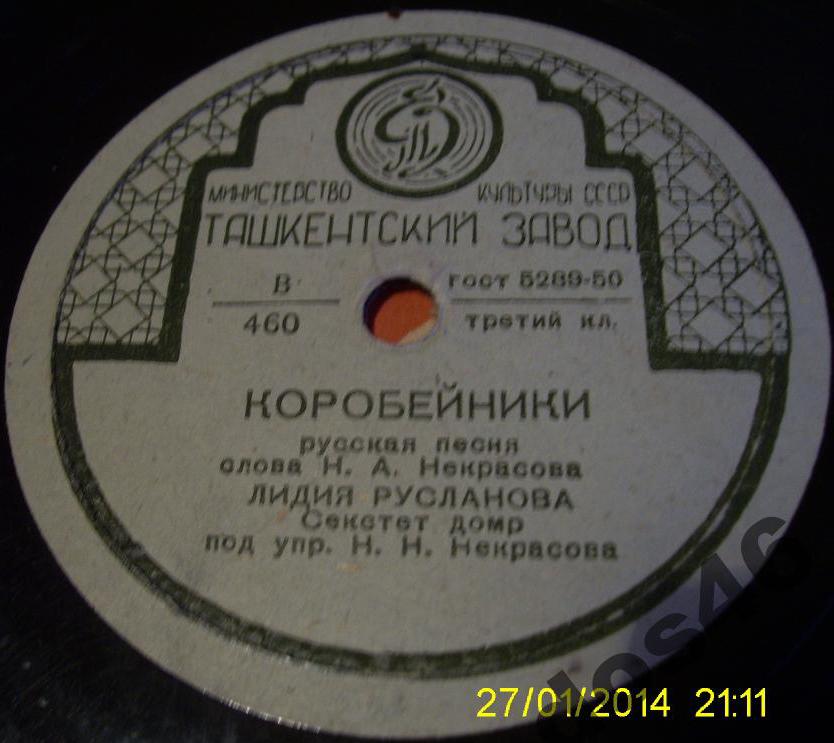 МИНИСТЕРСТВО КУЛЬТУРЫ СССР
ТАШКЕНТСКИЙ ЗАВОД
В ГОСТ 5289-50
460 третий кл.
КОРОБЕЙНИКИ
русская песня
слова Н. А. Некрасова
ЛИДИЯ РУСЛАНОВА
Секстет домр
под упр. Н. Н. Некрасова
dos46
27/01/2014 21:11